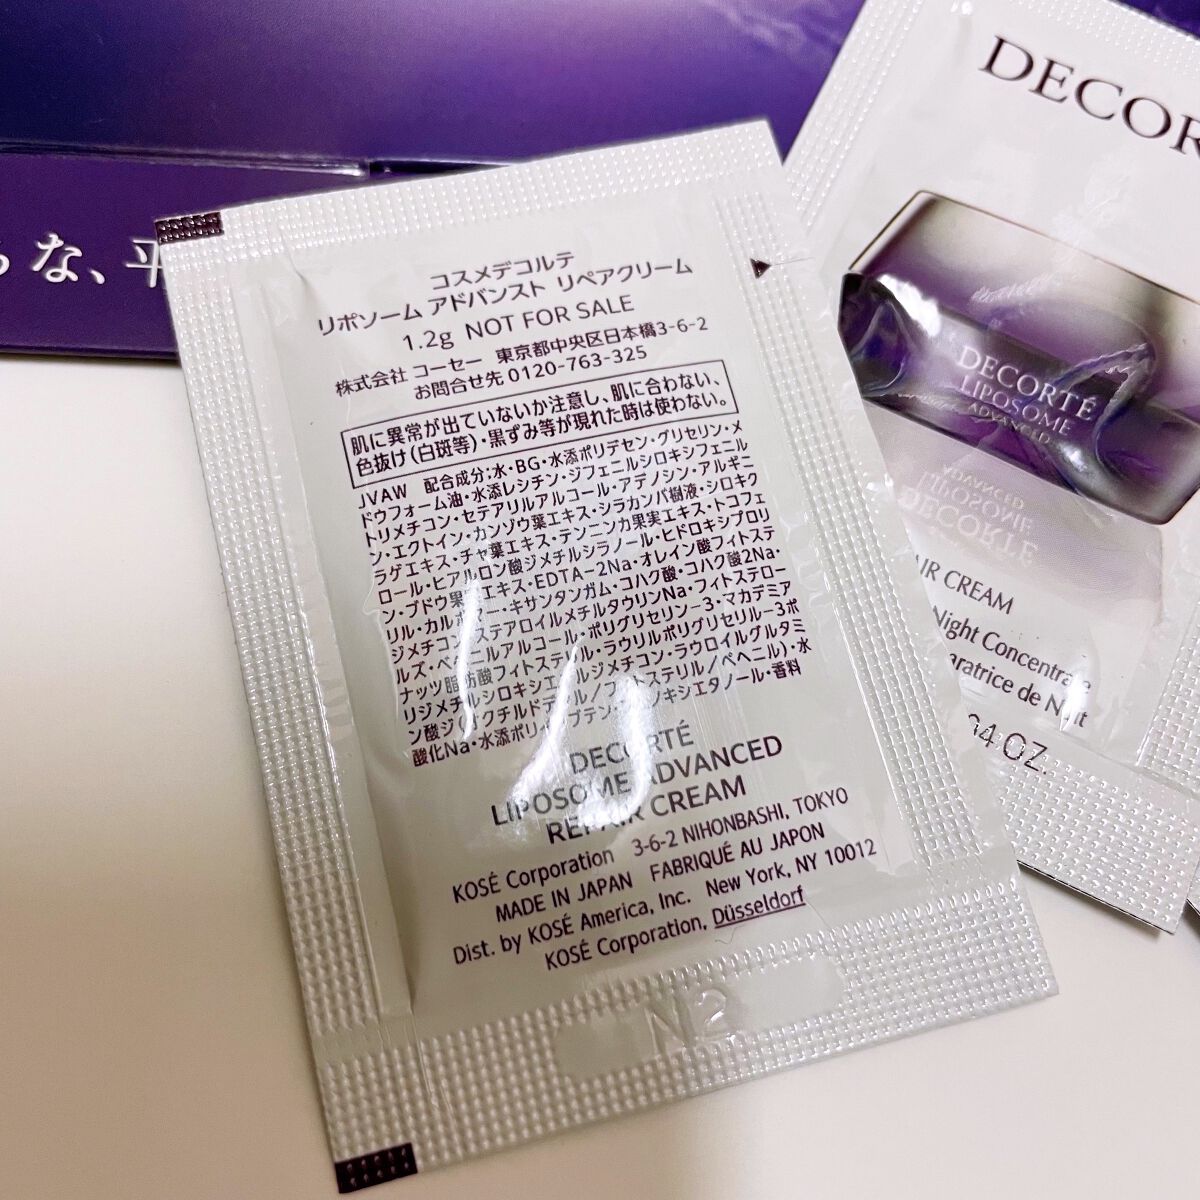 らな、平
コスメデコルテ
リポソーム アドバンスト リペアクリーム
1.2g NOT FOR SALE
株式会社 コーセー 東京都中央区日本橋3-6-2
お問合せ先 0120-763-325
肌に異常が出ていないか注意し、肌に合わない、
色抜け(白斑等)・黒ずみ等が現れた時は使わない。
JVAW 配合成分:水・BG・水添ポリデセン・グリセリン・メ
ドウフォーム油・水添レシチン・ジフェニルシロキシフェニル
トリメチコン・セテアリルアルコール・アデノシン・アルギニ
ン・エクトイン・カンゾウ葉エキス・シラカンバ樹液・シロキク
ラゲエキス・チャ葉エキス・テンニンカ果実エキス・トコフェ
ロール・ヒアルロン酸ジメチルシラノール・ヒドロキシプロリ
ン・ブドウ果実エキス・EDTA-2Na・オレイン酸フィトステ
リル・カルボマー・キサンタンガム・コハク酸・コハク酸2Na・
ジメチコン・ステアロイルメチルタウリンNa・フィトステロー
ルズ・ベヘニルアルコール・ポリグリセリン-3・マカデミア
ナッツ脂肪酸フィトステリル・ラウリルポリグリセリル-3ポ
リジメチルシロキシエチルジメチコン・ラウロイルグルタミ
ン酸ジ(オクチルドデシル/フィトステリル/ベヘニル)・水
酸化Na・水添ポリイソブテン・フェノキシエタノール・香料
DECORTÉ
LIPOSOME ADVANCED
REPAIR CREAM
KOSÉ Corporation 3-6-2 NIHONBASHI, TOKYO
MADE IN JAPAN FABRIQUÉ AU JAPON
Dist. by KOSÉ America, Inc. New York, NY 10012
KOSÉ Corporation, Düsseldorf
N2
DECOR
DECORTÉ
LIPOSOME
ADVANCED
IR CREAM
Night Concentrate
aratrice de Nuit
04 OZ.